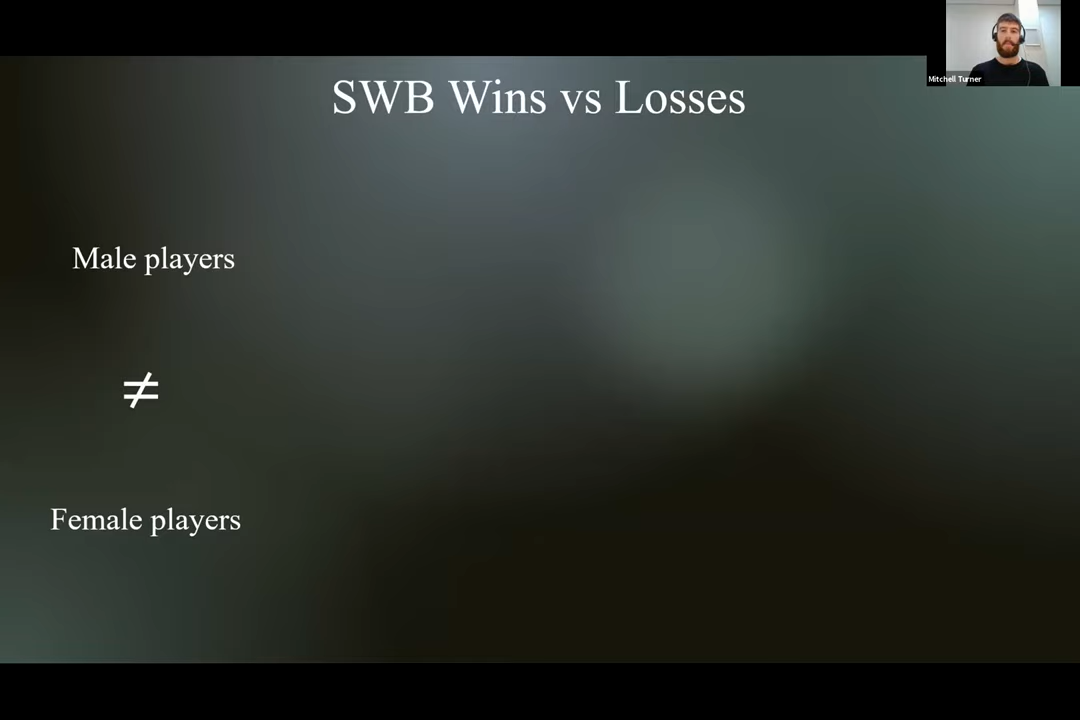 SWB Wins vs Losses
Mitchell Turner
Male players
≠
Female players